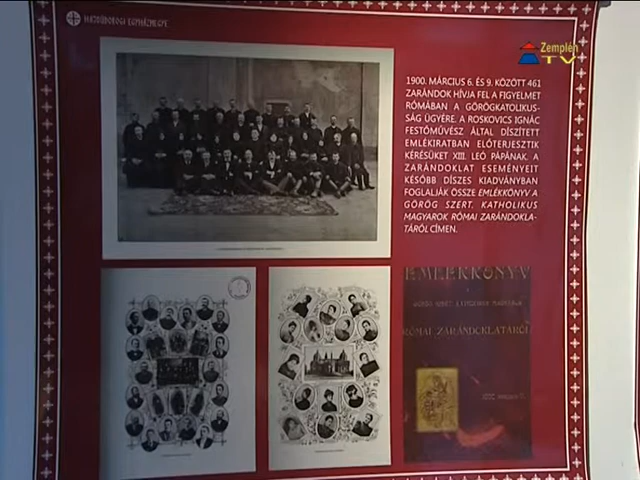 HAJDÚDOROGI EGYHÁZMEGYE
Zemplén
TV
1900. MÁRCIUS 6. ÉS 9. KÖZÖTT 461
ZARÁNDOK HÍVJA FEL A FIGYELMET
RÓMÁBAN A GÖRÖGKATOLIKUS-
SÁG ÜGYÉRE. A ROSKOVICS IGNÁC
FESTŐMŰVÉSZ ÁLTAL DÍSZÍTETT
EMLÉKIRATBAN ELŐTERJESZTIK
KÉRÉSÜKET XIII. LEÓ PÁPÁNAK. A
ZARÁNDOKLAT ESEMÉNYEIT
KÉSŐBB DÍSZES KIADVÁNYBAN
FOGLALJÁK ÖSSZE EMLÉKKÖNYV A
GÖRÖG SZERT. KATHOLIKUS
MAGYAROK RÓMAI ZARÁNDOKLA-
TÁRÓL CÍMEN.
EMLÉKKÖNYV
RÓMAI ZARÁNDOKLATÁRÓL